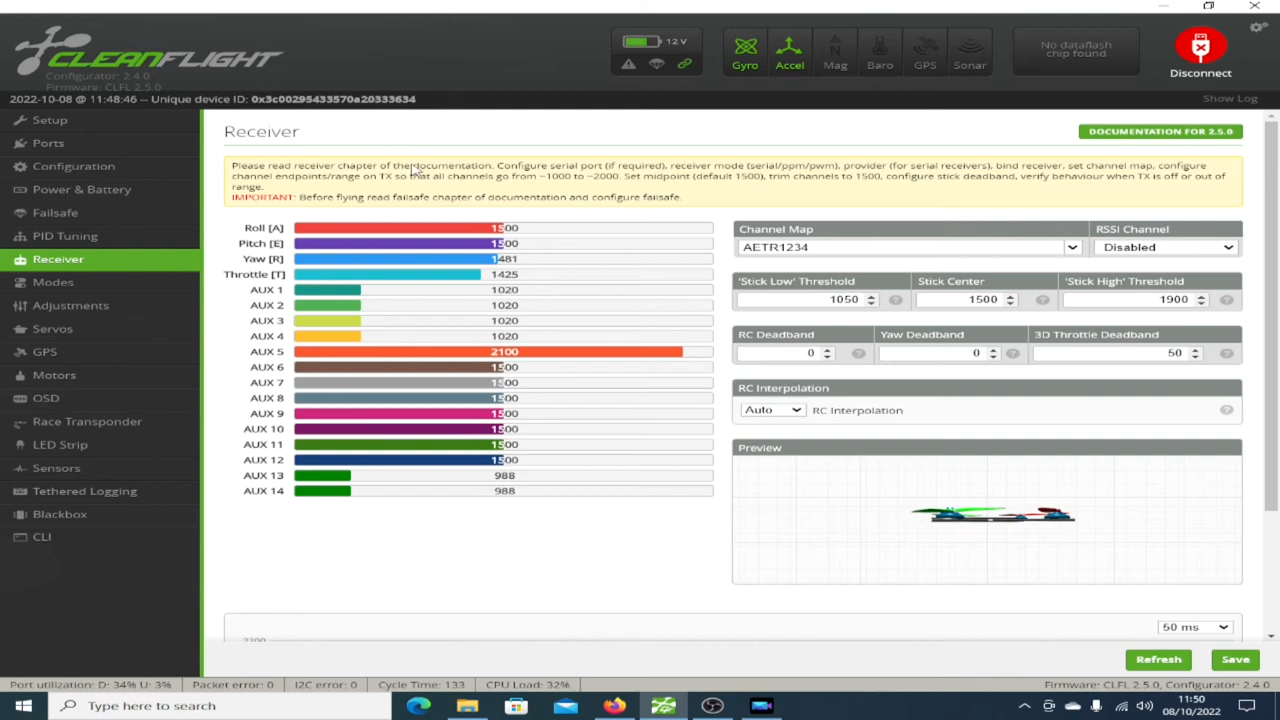 CLEANFLIGHT
Configurator: 2.4.0
Firmware: CLFL 2.5.0
12 V
Gyro
Accel
Mag
Baro
GPS
Sonar
No dataflash
chip found
Disconnect
2022-10-08 @ 11:48:46 -- Unique device ID: 0x3c00295433570a20333634
Show Log
Setup
Ports
Configuration
Power & Battery
Failsafe
PID Tuning
Receiver
Modes
Adjustments
Servos
GPS
Motors
OSD
Race Transponder
LED Strip
Sensors
Tethered Logging
Blackbox
CLI
Receiver
DOCUMENTATION FOR 2.5.0
Please read receiver chapter of the documentation. Configure serial port (if required), receiver mode (serial/ppm/pwm), provider (for serial receivers), bind receiver, set channel map, configure
channel endpoints/range on TX so that all channels go from ~1000 to ~2000. Set midpoint (default 1500), trim channels to 1500, configure stick deadband, verify behaviour when TX is off or out of
range.
IMPORTANT: Before flying read failsafe chapter of documentation and configure failsafe.
Roll [A] 1500
Pitch [E] 1500
Yaw [R] 1481
Throttle [T] 1425
AUX 1 1020
AUX 2 1020
AUX 3 1020
AUX 4 1020
AUX 5 2100
AUX 6 1500
AUX 7 1500
AUX 8 1500
AUX 9 1500
AUX 10 1500
AUX 11 1500
AUX 12 1500
AUX 13 988
AUX 14 988
Channel Map
RSSI Channel
AETR1234
Disabled
'Stick Low' Threshold
Stick Center
'Stick High' Threshold
1050
1500
1900
RC Deadband
Yaw Deadband
3D Throttle Deadband
0
0
50
RC Interpolation
Auto
RC Interpolation
Preview
50 ms
2200
Refresh
Save
Port utilization: D: 34% U: 3%
Packet error: 0
I2C error: 0
Cycle Time: 133
CPU Load: 32%
Firmware: CLFL 2.5.0, Configurator: 2.4.0
Type here to search
11:50
08/10/2022